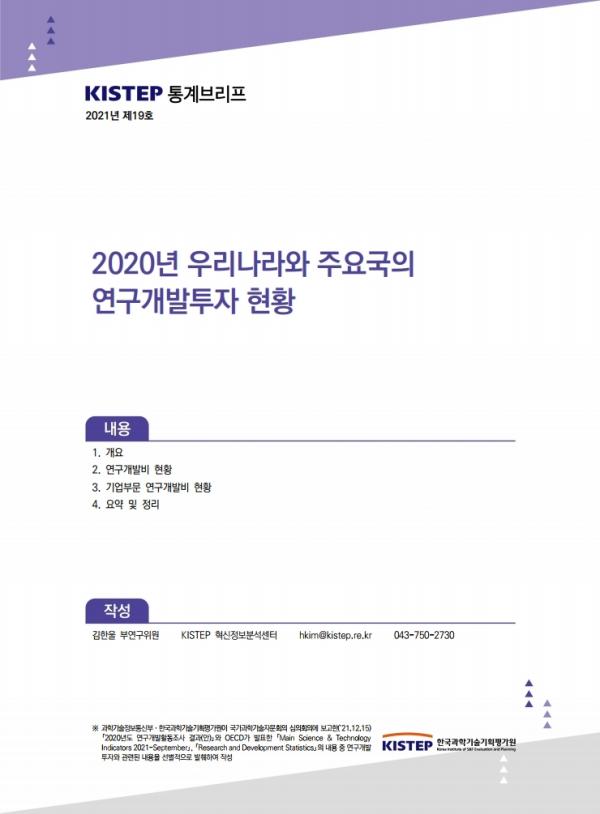 KISTEP 통계브리프
2021년 제19호
2020년 우리나라와 주요국의
연구개발투자 현황
내용
1. 개요
2. 연구개발비 현황
3. 기업부문 연구개발비 현황
4. 요약 및 정리
작성
김한울 부연구위원 KISTEP 혁신정보분석센터 hkim@kistep.re.kr 043-750-2730
※ 과학기술정보통신부·한국과학기술기획평가원이 국가과학기술자문회의 심의회의에 보고한('21.12.15)
「2020년도 연구개발활동조사 결과(안)」와 OECD가 발표한 「Main Science & Technology
Indicators 2021-September」, 「Research and Development Statistics」의 내용 중 연구개발
투자와 관련된 내용을 선별적으로 발췌하여 작성
KISTEP 한국과학기술기획평가원
Korea Institute of S&T Evaluation and Planning